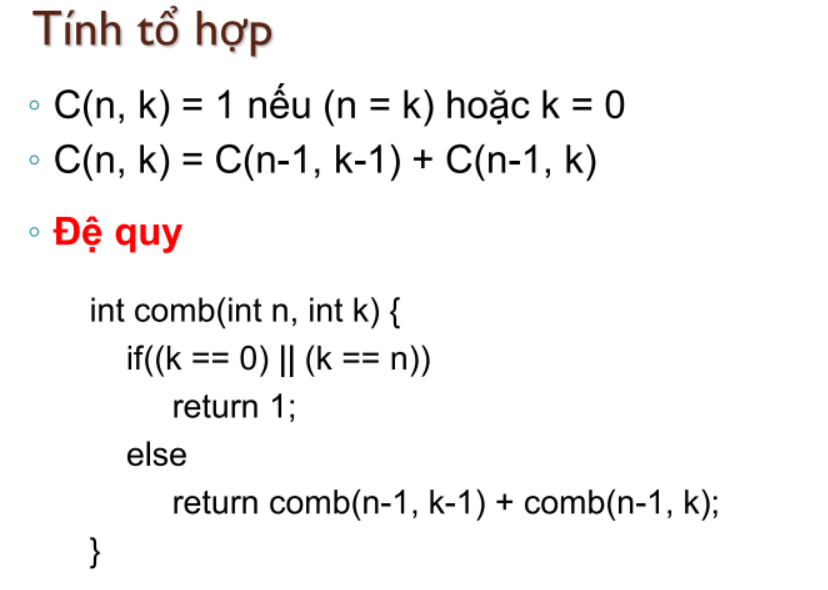 Tính tổ hợp
◦ C(n, k) = 1 nếu (n = k) hoặc k = 0
◦ C(n, k) = C(n-1, k-1) + C(n-1, k)
◦ Đệ quy
int comb(int n, int k) {
if((k == 0) || (k == n))
return 1;
else
return comb(n-1, k-1) + comb(n-1, k);
}